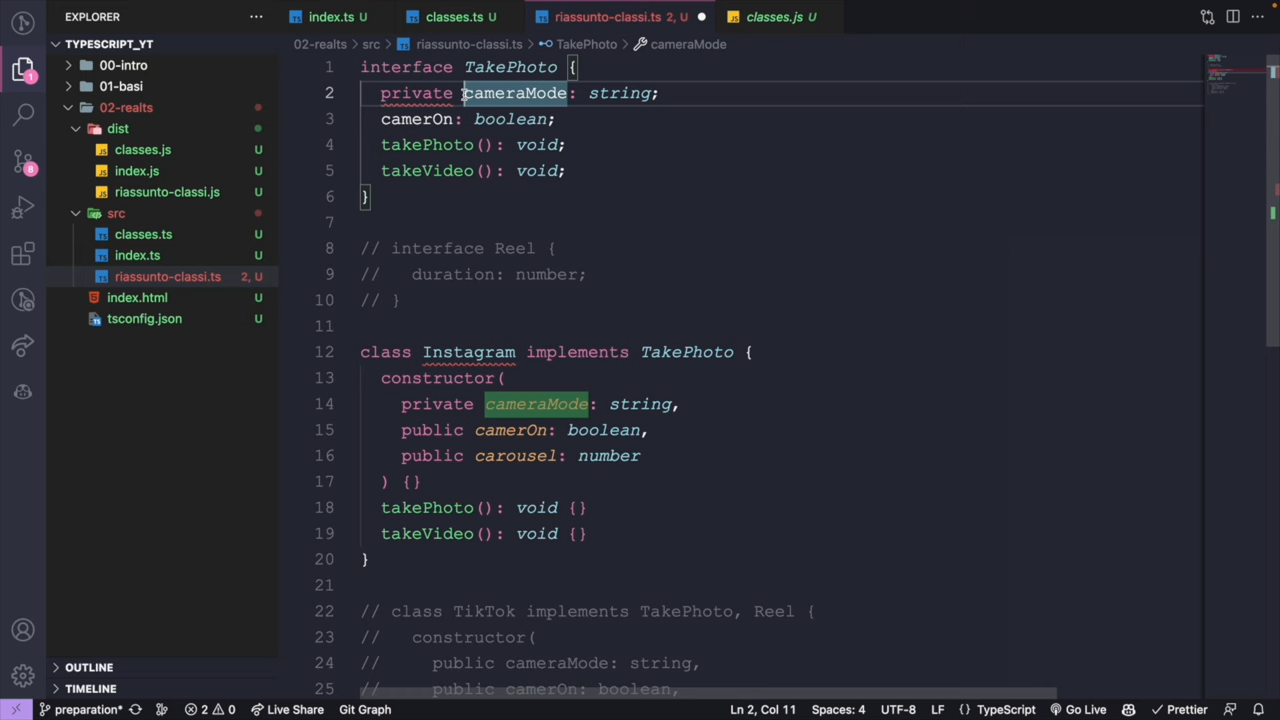 EXPLORER
index.ts U
classes.ts U
riassunto-classi.ts 2, U
classes.js U
TYPESCRIPT_YT
00-intro
01-basi
02-realts
dist
classes.js U
index.js U
riassunto-classi.js U
src
classes.ts U
index.ts U
riassunto-classi.ts 2, U
index.html U
tsconfig.json U
OUTLINE
TIMELINE
1
8
02-realts > src > riassunto-classi.ts > TakePhoto > cameraMode
1 interface TakePhoto {
2 private cameraMode: string;
3 camerOn: boolean;
4 takePhoto(): void;
5 takeVideo(): void;
6 }
7
8 // interface Reel {
9 // duration: number;
10 // }
11
12 class Instagram implements TakePhoto {
13 constructor(
14 private cameraMode: string,
15 public camerOn: boolean,
16 public carousel: number
17 ) {}
18 takePhoto(): void {}
19 takeVideo(): void {}
20 }
21
22 // class TikTok implements TakePhoto, Reel {
23 // constructor(
24 // public cameraMode: string,
25 // public camerOn: boolean,
preparation* 2 0 Live Share Git Graph Ln 2, Col 11 Spaces: 4 UTF-8 LF {} TypeScript Go Live Prettier